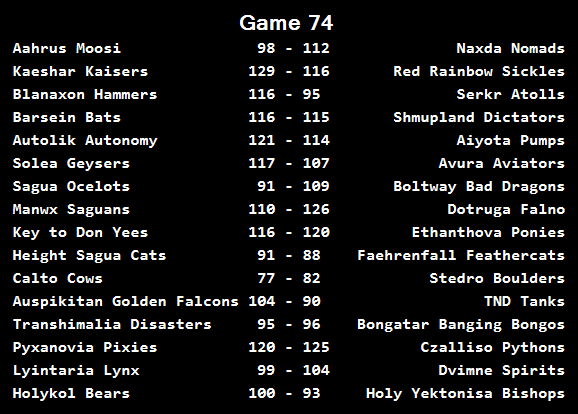 Game 74
Aahrus Moosi 98 - 112 Naxda Nomads
Kaeshar Kaisers 129 - 116 Red Rainbow Sickles
Blanaxon Hammers 116 - 95 Serkr Atolls
Barsein Bats 116 - 115 Shmupland Dictators
Autolik Autonomy 121 - 114 Aiyota Pumps
Solea Geysers 117 - 107 Avura Aviators
Sagua Ocelots 91 - 109 Boltway Bad Dragons
Manwx Saguans 110 - 126 Dotruga Falno
Key to Don Yees 116 - 120 Ethanthova Ponies
Height Sagua Cats 91 - 88 Faehrenfall Feathercats
Calto Cows 77 - 82 Stedro Boulders
Auspikitan Golden Falcons 104 - 90 TND Tanks
Transhimalia Disasters 95 - 96 Bongatar Banging Bongos
Pyxanovia Pixies 120 - 125 Czalliso Pythons
Lyintaria Lynx 99 - 104 Dvimne Spirits
Holykol Bears 100 - 93 Holy Yektonisa Bishops